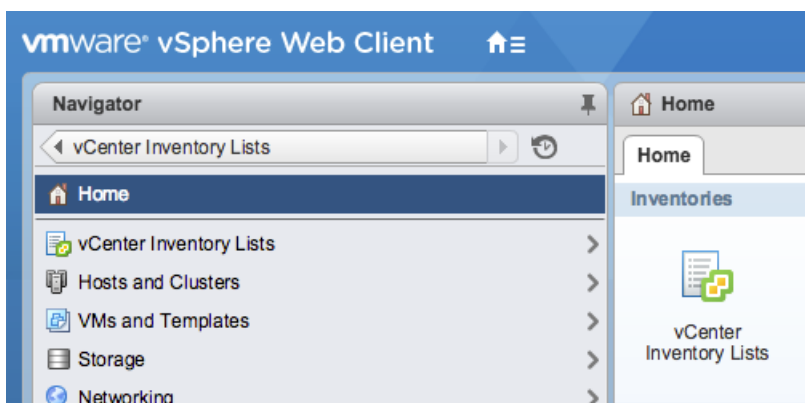 vmware® vSphere Web Client
Navigator
vCenter Inventory Lists
Home
vCenter Inventory Lists
Hosts and Clusters
VMs and Templates
Storage
Networking
Home
Home
Inventories
vCenter
Inventory Lists